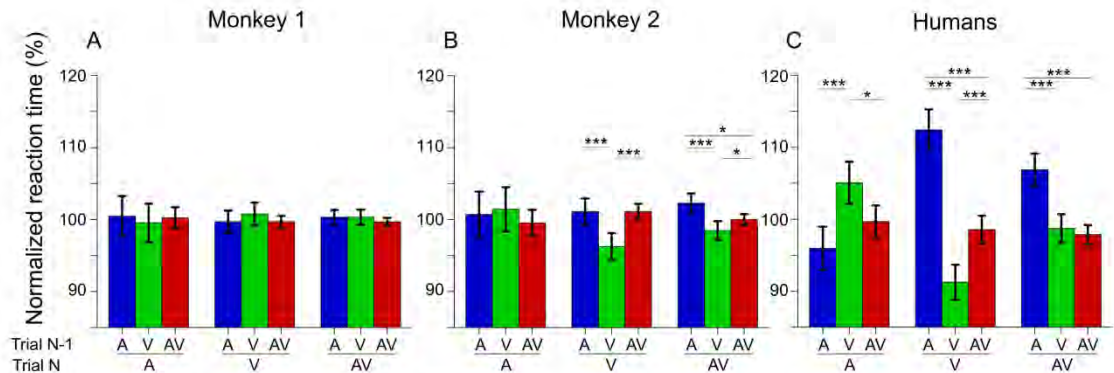 Monkey 1 Monkey 2 Humans
A B C
Normalized reaction time (%)
120 120 120
110 110 110
100 100 100
90 90 90
*** * *** *** * *** * *** *** *** *** ***
Trial N-1 A V AV A V AV A V AV A V AV A V AV A V AV A V AV A V AV A V AV
Trial N A V AV A V AV A V AV